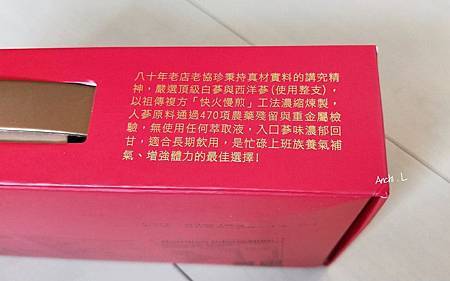 八十年老店老協珍秉持真材實料的講究精
神，嚴選頂級白蔘與西洋蔘(使用整支)，
以祖傳複方「快火慢煎」工法濃縮煉製，
人蔘原料通過470項農藥殘留與重金屬檢
驗，無使用任何萃取液，入口蔘味濃郁回
甘，適合長期飲用，是忙碌上班族養氣補
氣、增強體力的最佳選擇!
Anchi . L